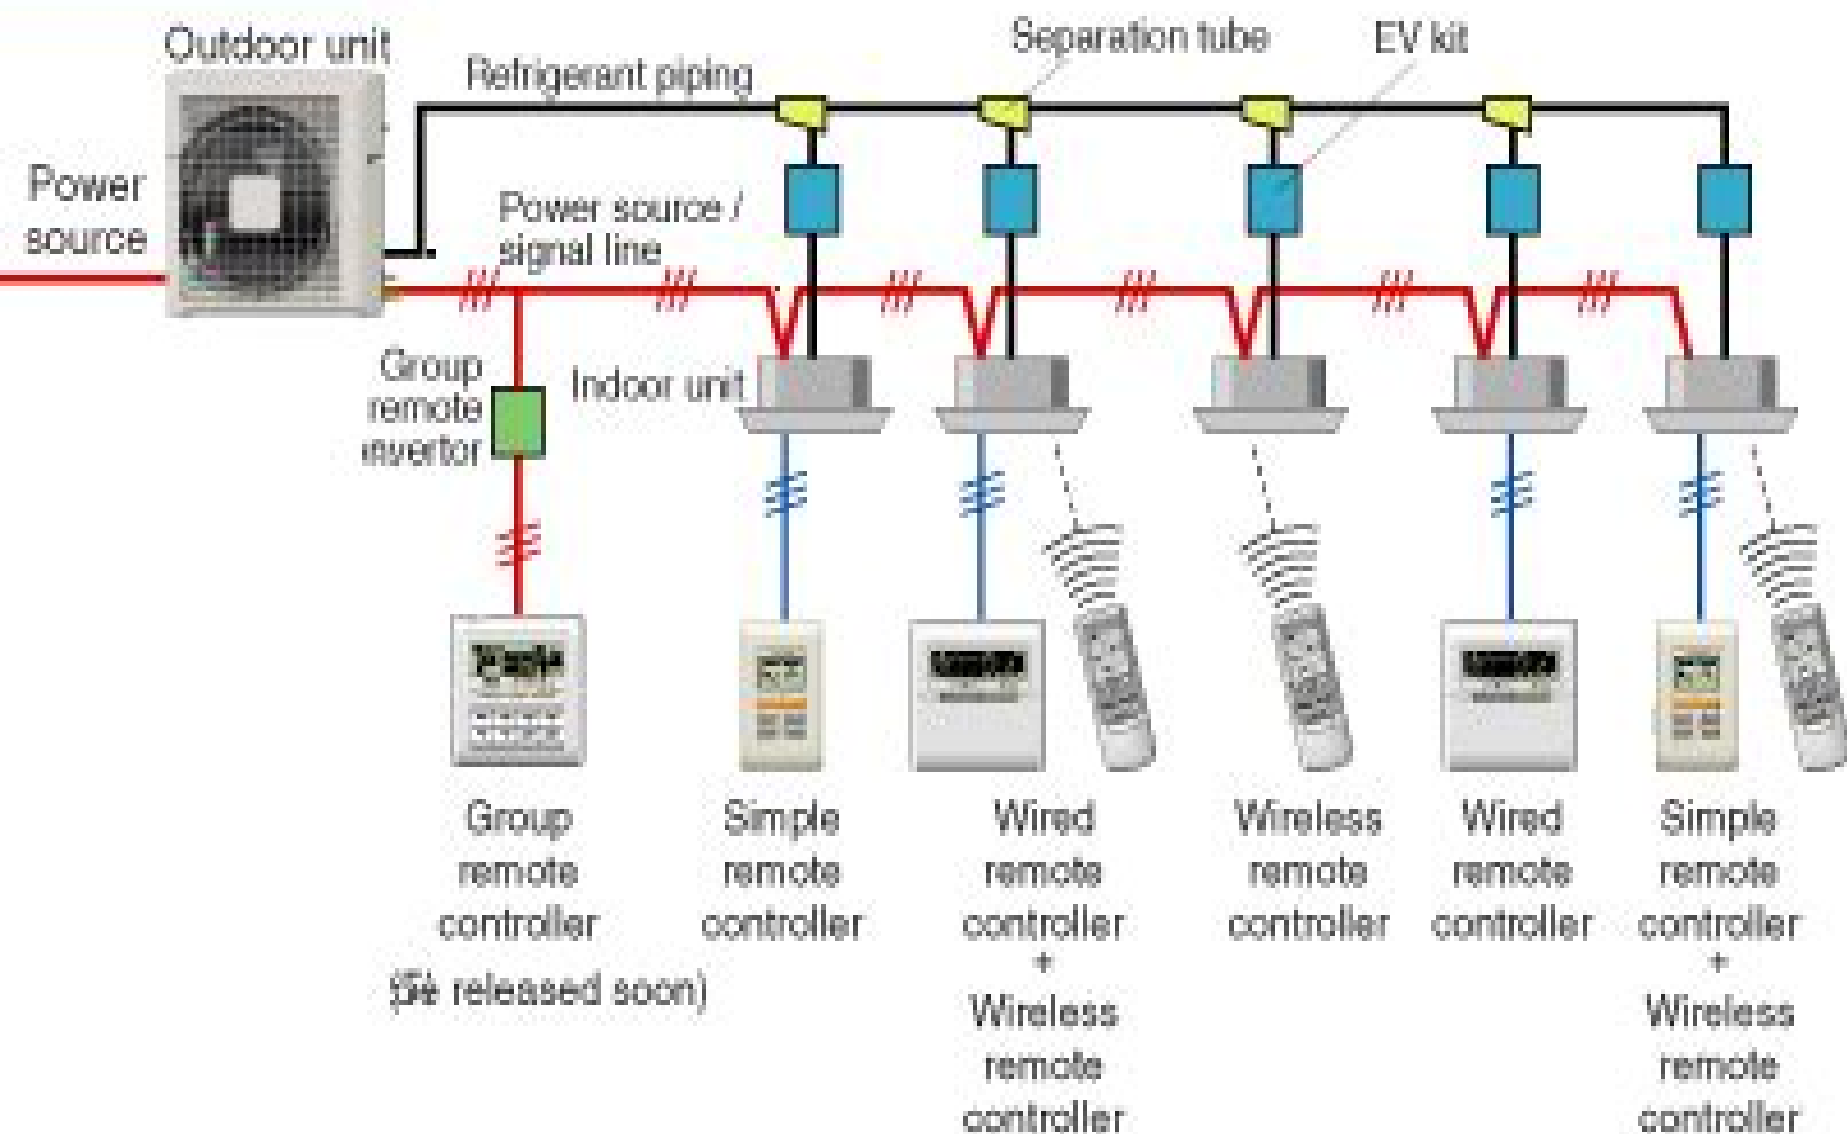 Outdoor unit
Separation tube
EV kit
Refrigerant piping
Power
source
Power source /
signal line
Group
remote
nvertor
Indoor unit
Group
remote
controller
released soon)
Simple
remote
controller
Wired
remote
controller
+
Wireless
remote
controller
Wireless
remote
controller
Wired
remote
controller
Simple
remote
controller
+
Wireless
remote
controller